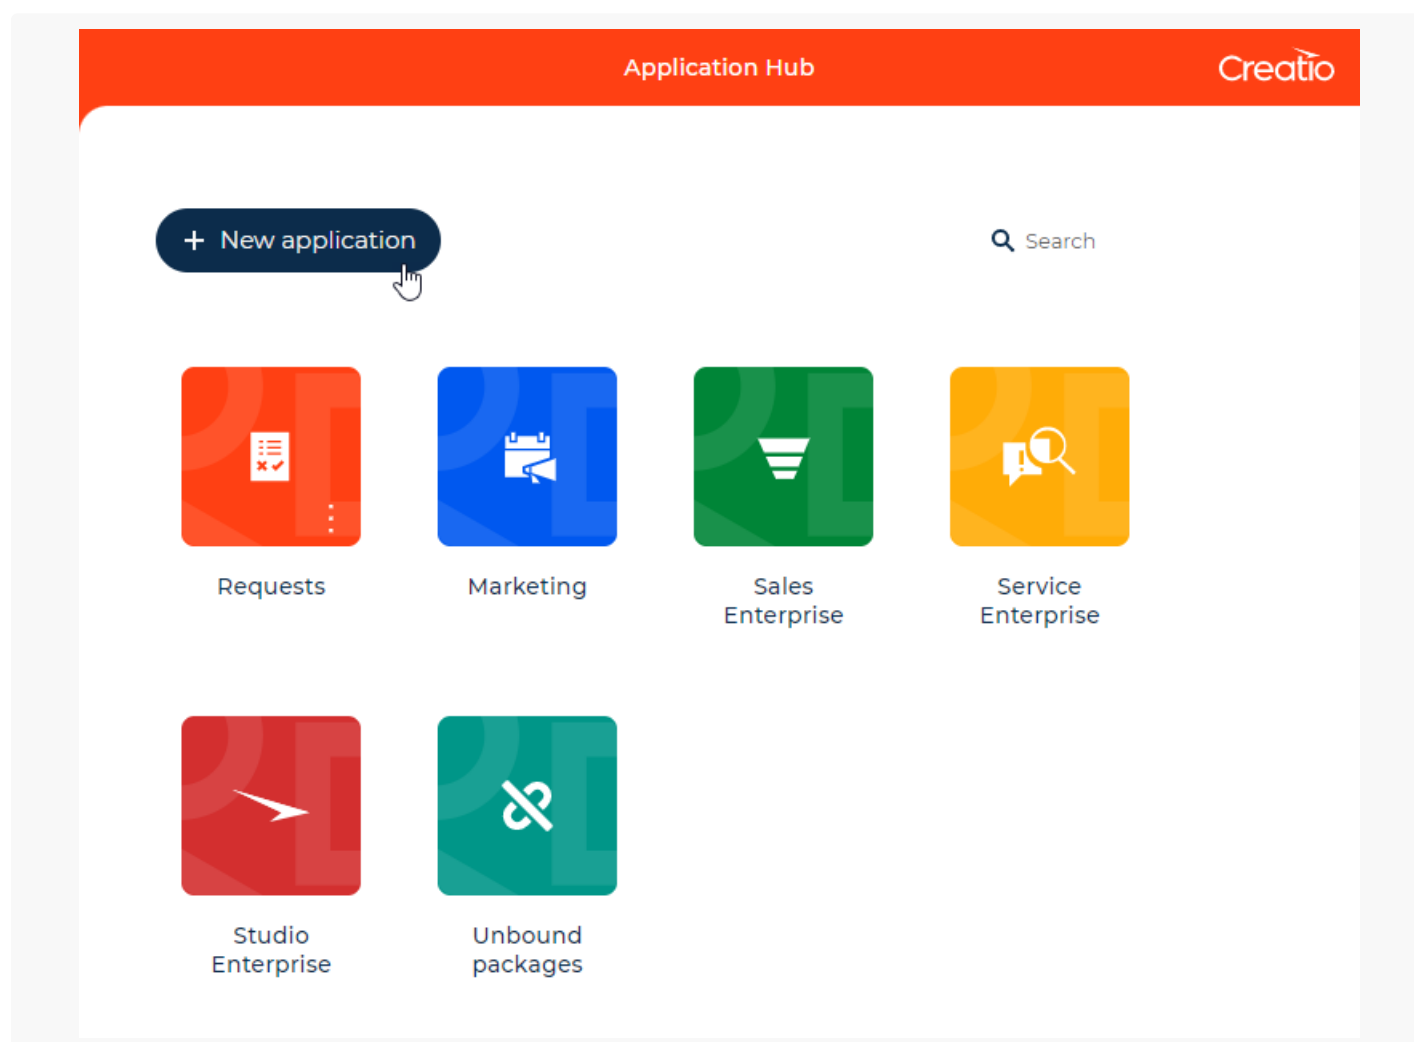 Application Hub
Creatio
+ New application
Search
Requests
Marketing
Sales
Enterprise
Service
Enterprise
Studio
Enterprise
Unbound
packages